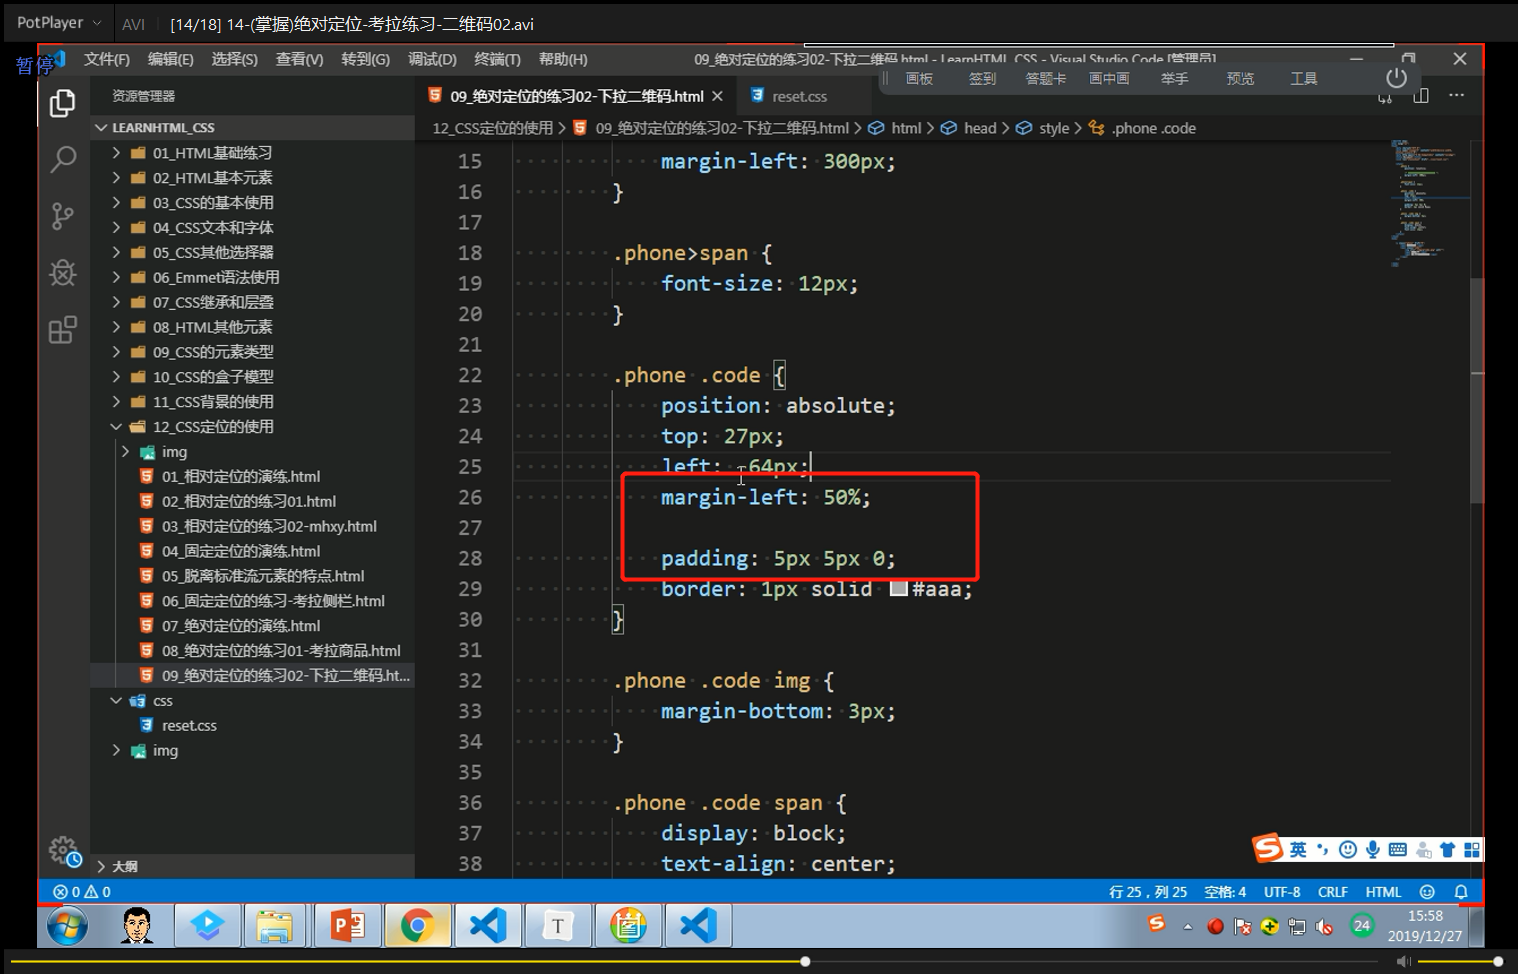 PotPlayer AVI [14/18] 14-(掌握)绝对定位-考拉练习-二维码02.avi
暂停
文件(F) 编辑(E) 选择(S) 查看(V) 转到(G) 调试(D) 终端(T) 帮助(H) 09_绝对定位的练习02-下拉二维码.html - LearnHTML_CSS - Visual Studio Code [管理员]
画板 签到 答题卡 画中画 举手 预览 工具
资源管理器
09_绝对定位的练习02-下拉二维码.html reset.css
12_CSS定位的使用 > 09_绝对定位的练习02-下拉二维码.html > html > head > style > .phone .code
LEARNHTML_CSS
01_HTML基础练习
02_HTML基本元素
03_CSS的基本使用
04_CSS文本和字体
05_CSS其他选择器
06_Emmet语法使用
07_CSS继承和层叠
08_HTML其他元素
09_CSS的元素类型
10_CSS的盒子模型
11_CSS背景的使用
12_CSS定位的使用
img
01_相对定位的演练.html
02_相对定位的练习01.html
03_相对定位的练习02-mhxy.html
04_固定定位的演练.html
05_脱离标准流元素的特点.html
06_固定定位的练习-考拉侧栏.html
07_绝对定位的演练.html
08_绝对定位的练习01-考拉商品.html
09_绝对定位的练习02-下拉二维码.ht...
css
reset.css
img
大纲
15 margin-left: 300px;
16 }
17
18 .phone>span {
19 font-size: 12px;
20 }
21
22 .phone .code {
23 position: absolute;
24 top: 27px;
25 left: -64px;
26 margin-left: 50%;
27
28 padding: 5px 5px 0;
29 border: 1px solid #aaa;
30 }
31
32 .phone .code img {
33 margin-bottom: 3px;
34 }
35
36 .phone .code span {
37 display: block;
38 text-align: center;
英
0 0 行 25，列 25 空格: 4 UTF-8 CRLF HTML
24 15:58
2019/12/27